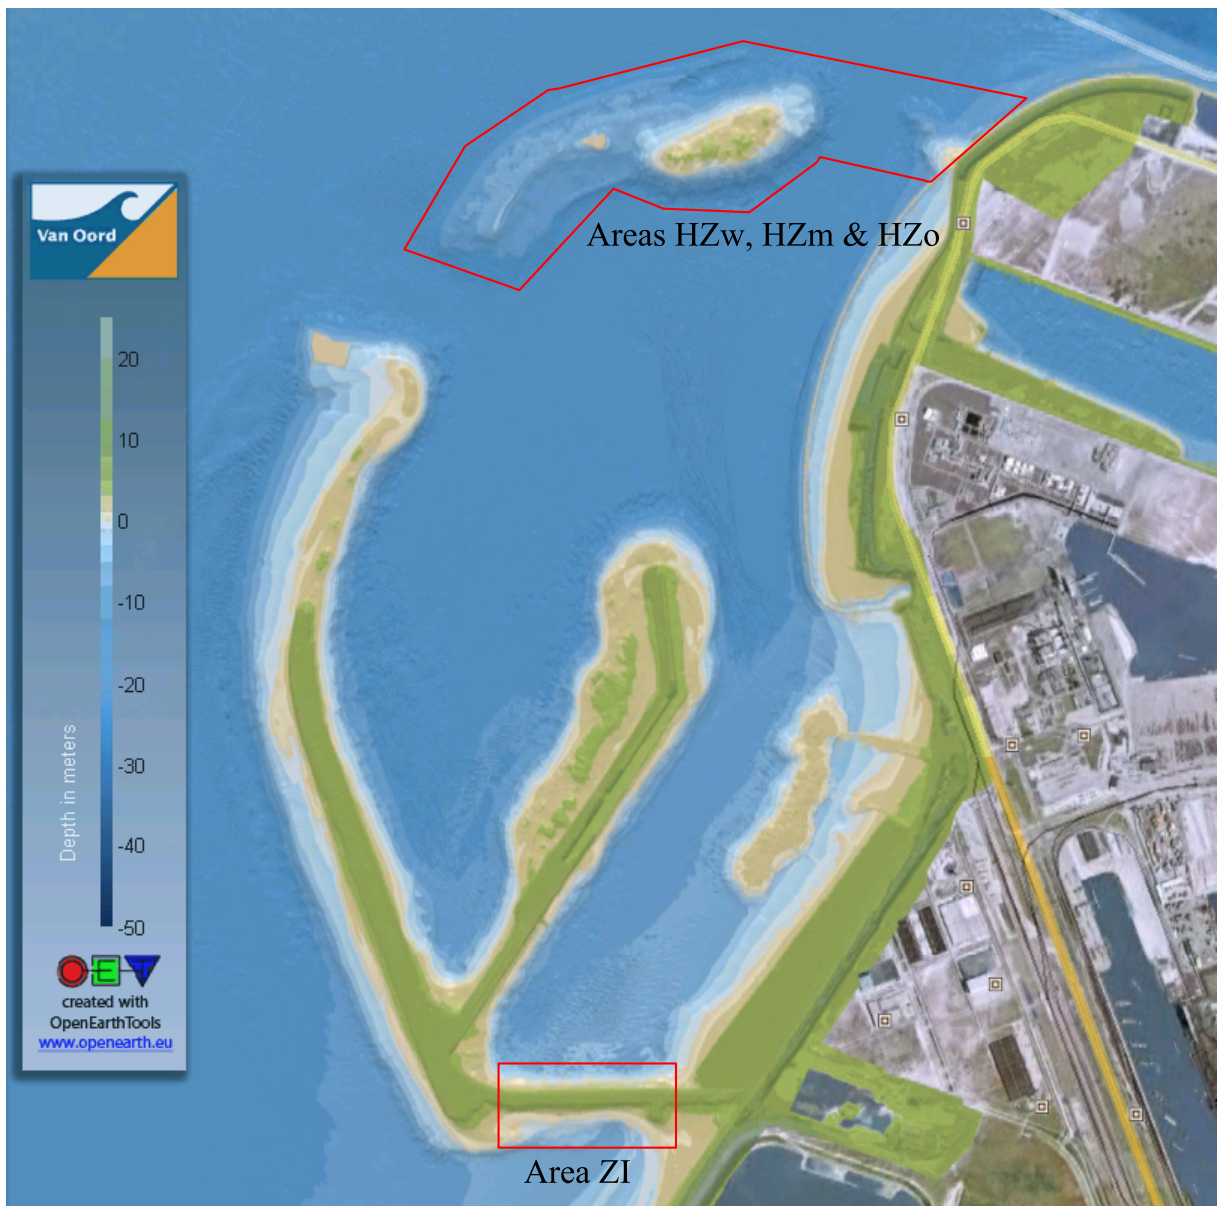 Van Oord
Areas HZw, HZm & HZo
20
10
0
-10
-20
-30
-40
-50
Depth in meters
OET
created with
OpenEarthTools
www.openearth.eu
Area ZI